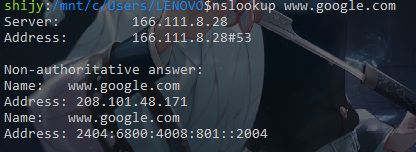 shijy:/mnt/c/Users/LENOVO$nslookup www.google.com
Server:         166.111.8.28
Address:        166.111.8.28#53

Non-authoritative answer:
Name:   www.google.com
Address: 208.101.48.171
Name:   www.google.com
Address: 2404:6800:4008:801::2004